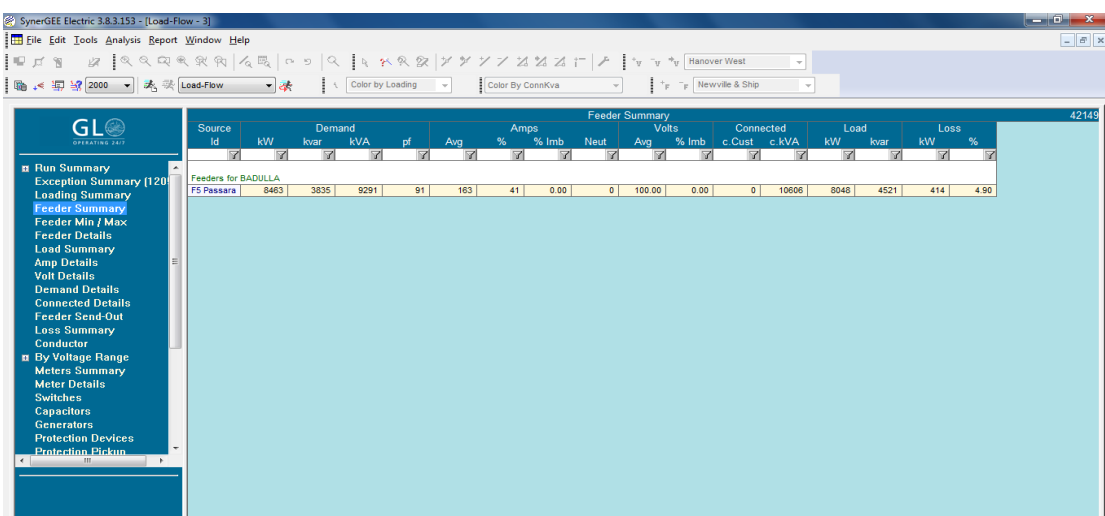 SynerGEE Electric 3.8.3.153 - [Load-Flow - 3]
File Edit Tools Analysis Report Window Help
Hanover West
2000 Load-Flow Color by Loading Color By ConnKva Newville & Ship
GL
OPERATING 24/7
Run Summary
Exception Summary (120
Loading Summary
Feeder Summary
Feeder Min / Max
Feeder Details
Load Summary
Amp Details
Volt Details
Demand Details
Connected Details
Feeder Send-Out
Loss Summary
Conductor
By Voltage Range
Meters Summary
Meter Details
Switches
Capacitors
Generators
Protection Devices
Protection Pickup
Feeder Summary 42149
Source Demand Amps Volts Connected Load Loss
Id kW kvar kVA pf Avg % % Imb Neut Avg % Imb c.Cust c.kVA kW kvar kW %
Feeders for BADULLA
F5 Passara 8463 3835 9291 91 163 41 0.00 0 100.00 0.00 0 10606 8048 4521 414 4.90